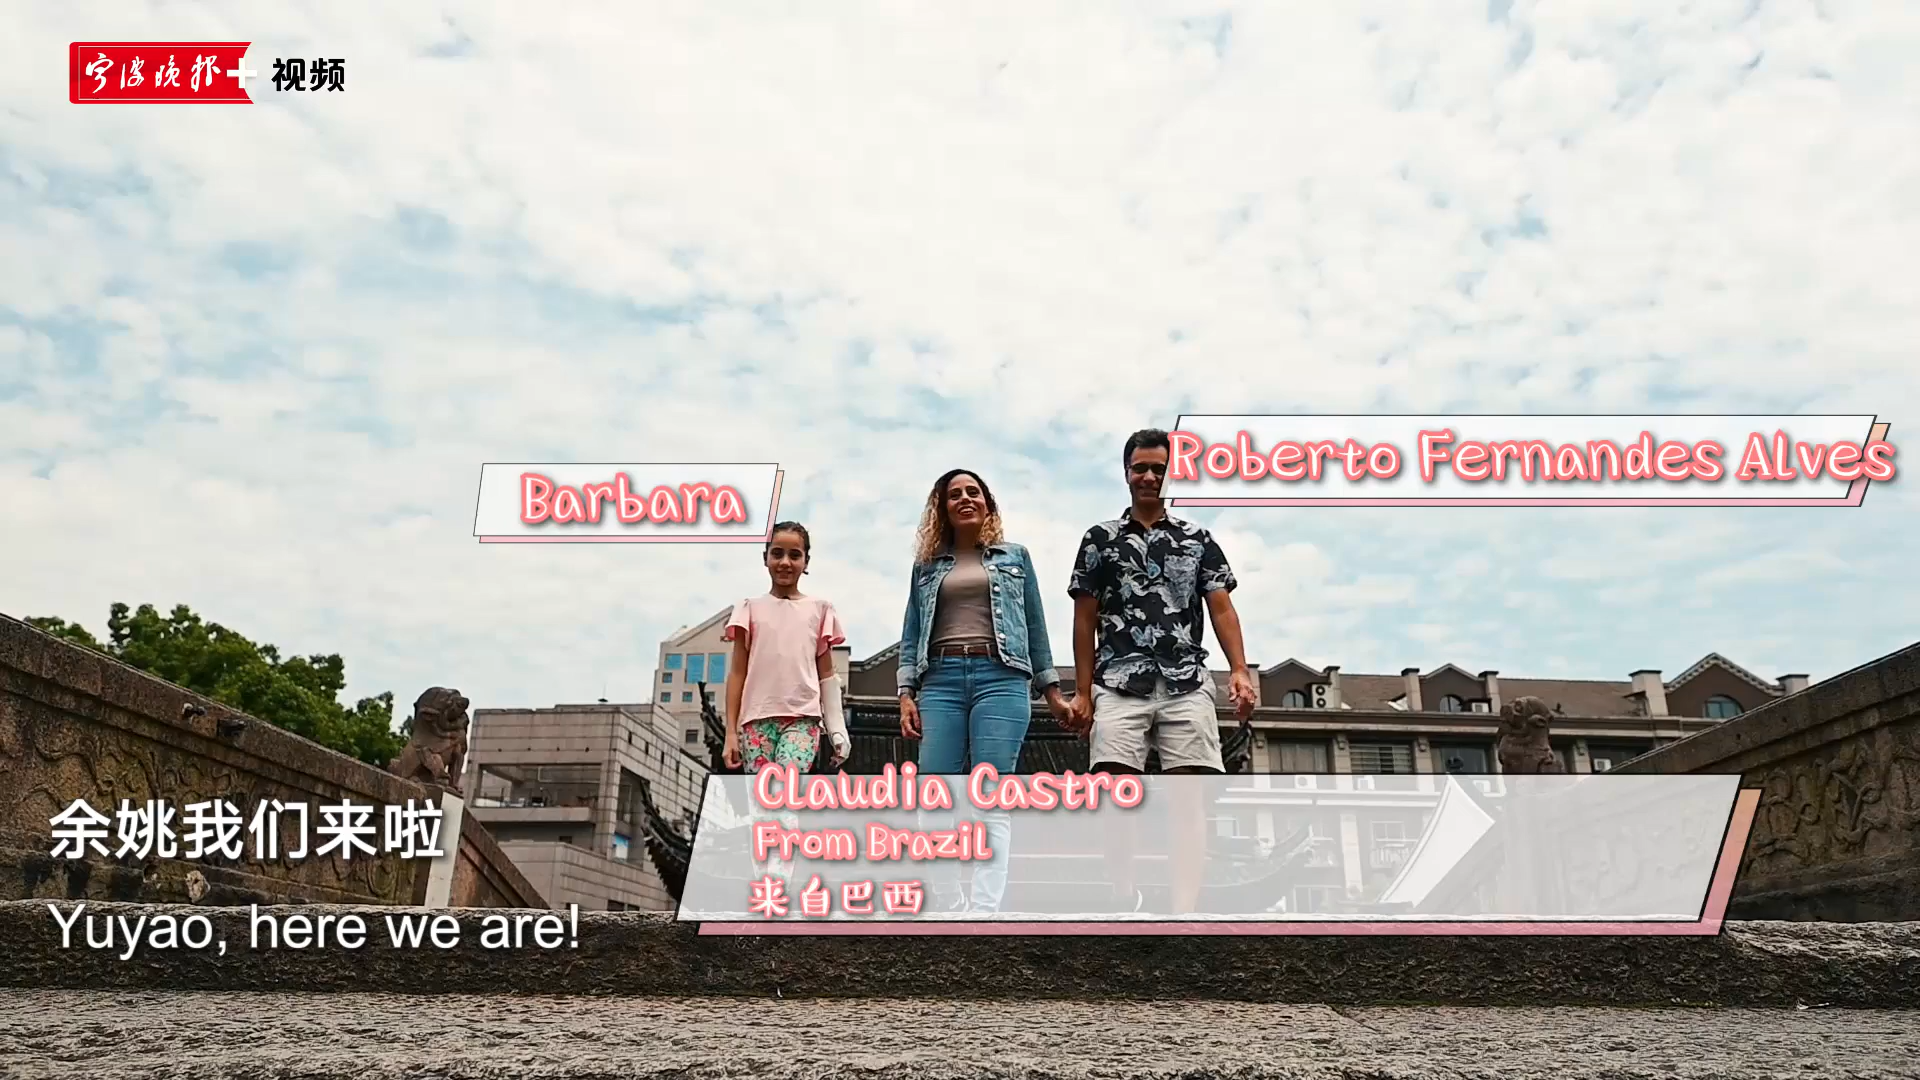 宁波晚报+ 视频
Roberto Fernandes Alves
Barbara
Claudia Castro
From Brazil
来自巴西
余姚我们来啦
Yuyao, here we are!